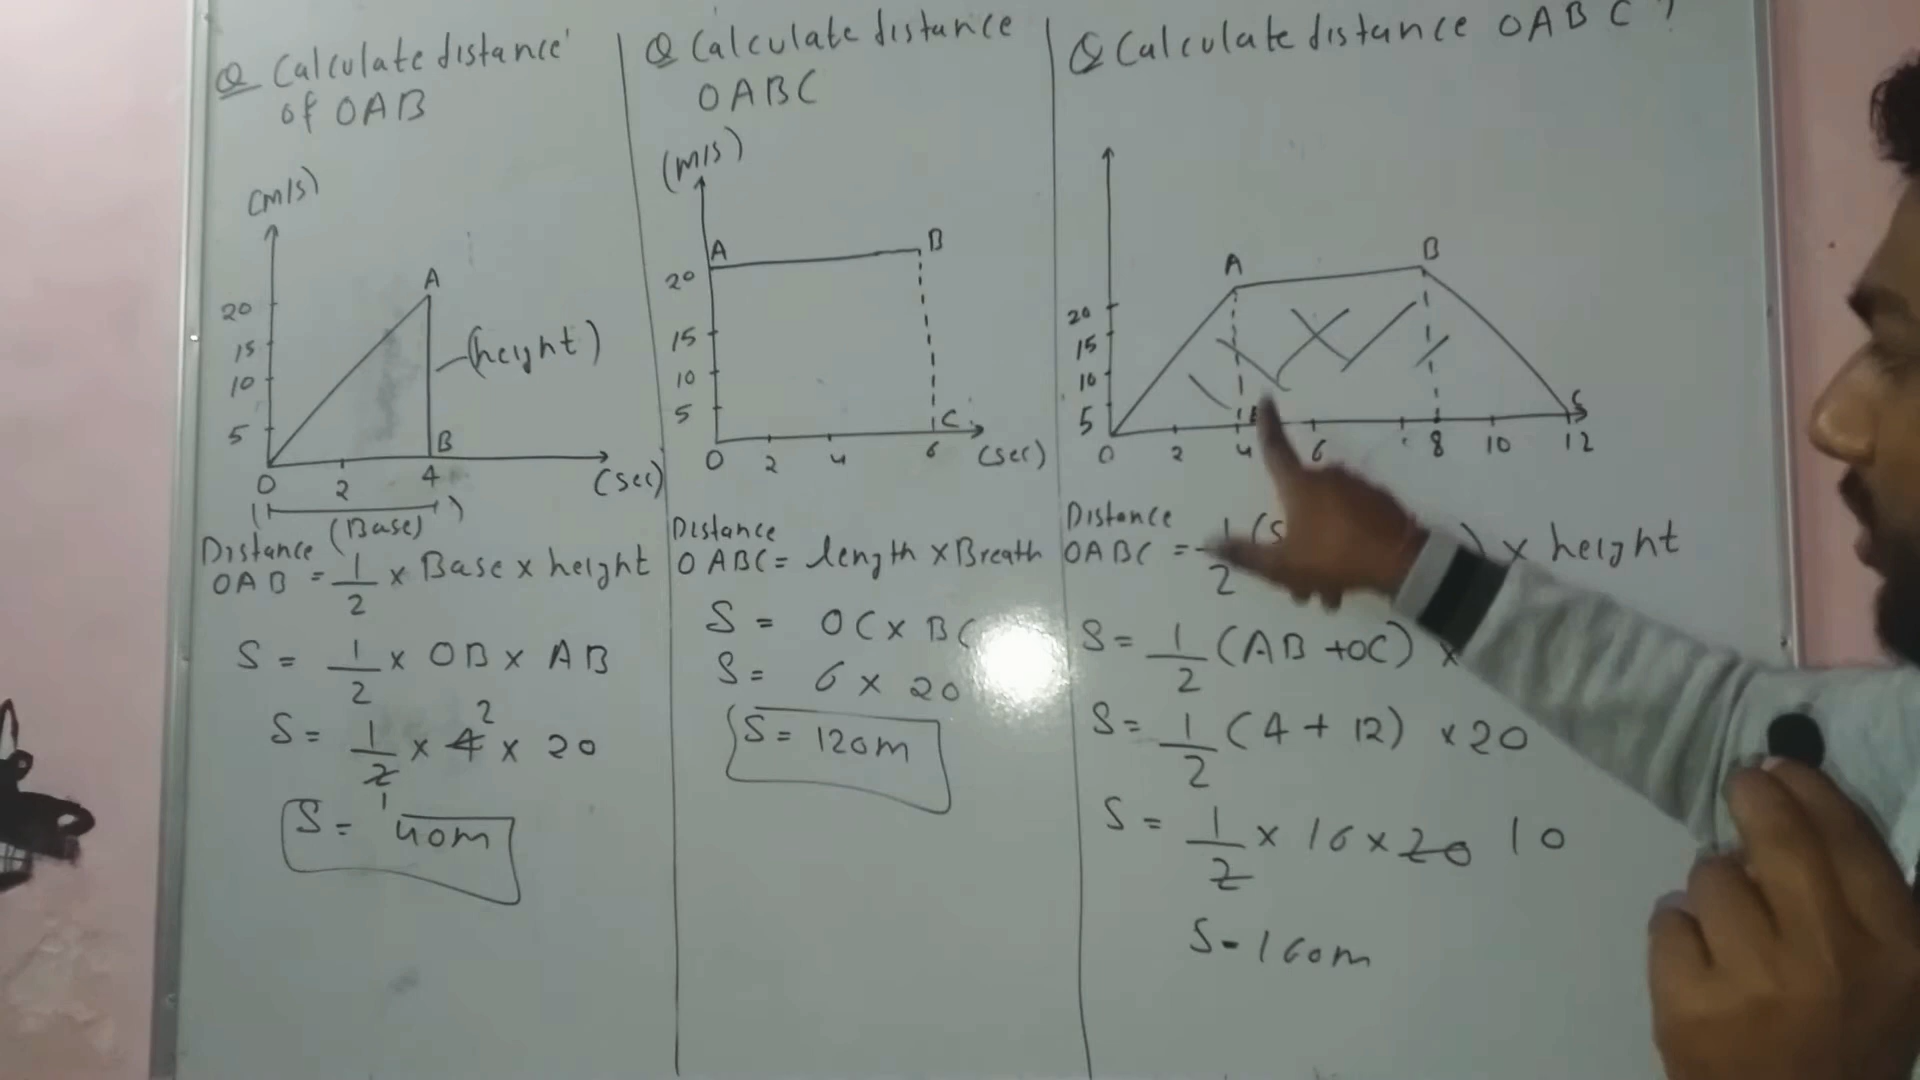 Q Calculate distance
of OAB
(m/s)
A
20
15
(height)
10
5
B
0 2 4 (sec)
(Base)
Distance
OAB = 1/2 × Base × height
S = 1/2 × OB × AB
S = 1/2 × 4 2 × 20
1
S = 40m
Q Calculate distance
OABC
(m/s)
A B
20
15
10
5
C
0 2 4 6 (sec)
Distance
OABC = length × Breath
S = OC × BC
S = 6 × 20
S = 120m
Q Calculate distance OABC ?
A B
20
15
10
5
C
0 2 4 6 8 10 12
Distance
OABC = 1/2 (S ) × height
S = 1/2 (AB + OC) ×
S = 1/2 (4 + 12) × 20
S = 1/2 × 16 × 20 10
S - 160m